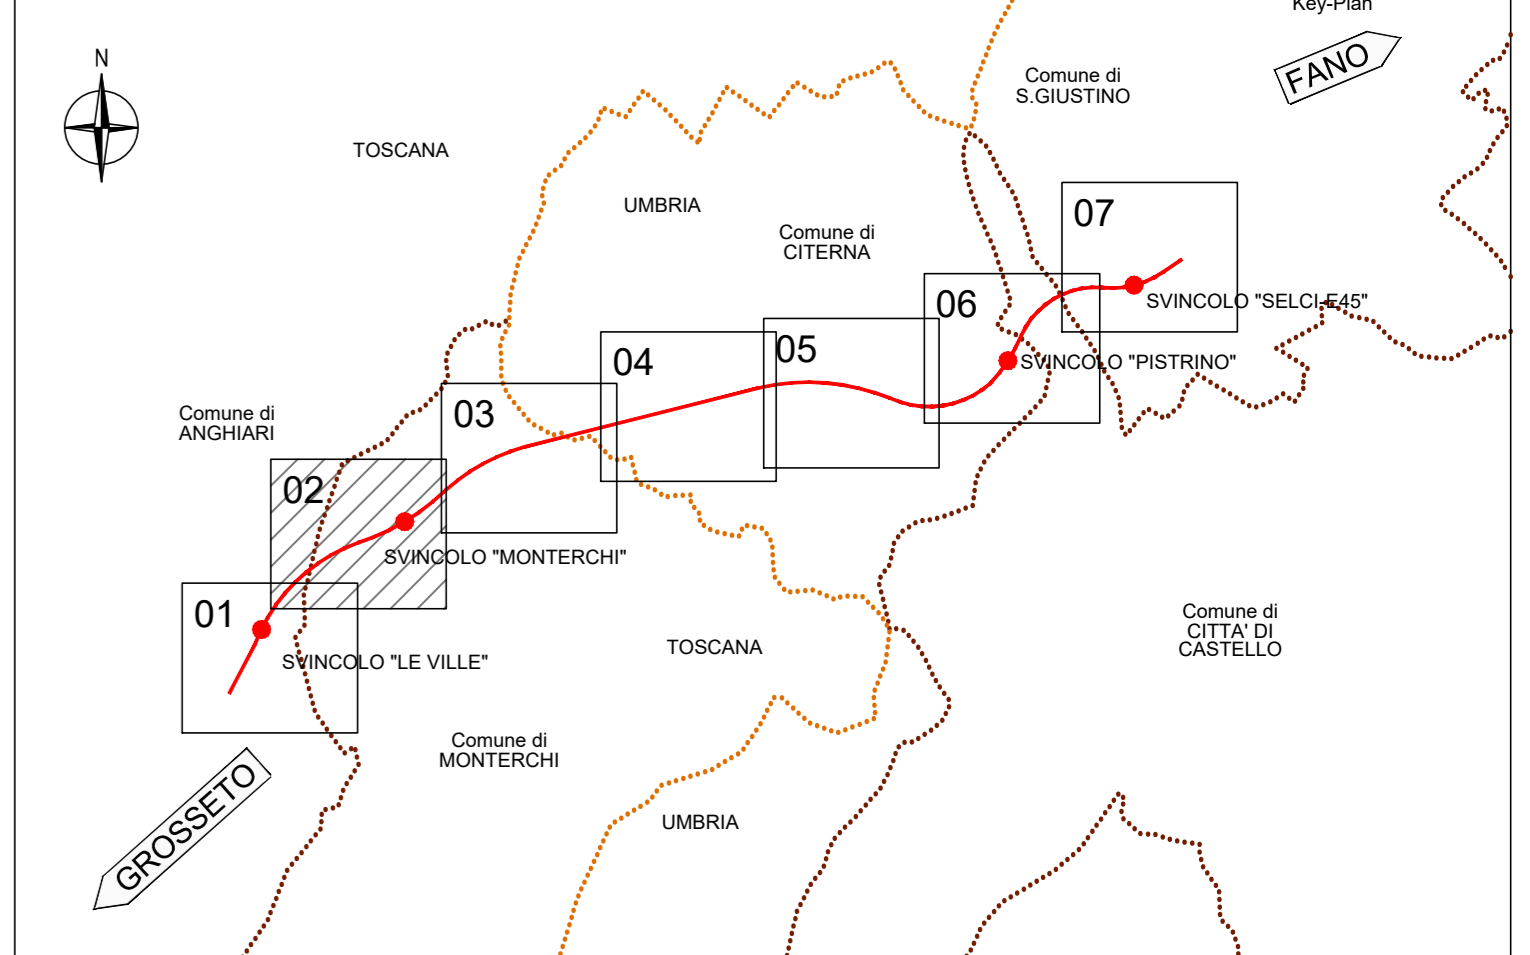 Key-Plan
N
FANO
Comune di
S.GIUSTINO
TOSCANA
UMBRIA
07
Comune di
CITERNA
06
SVINCOLO "SELCI-E45"
04
05
SVINCOLO "PISTRINO"
Comune di
ANGHIARI
03
02
SVINCOLO "MONTERCHI"
01
SVINCOLO "LE VILLE"
TOSCANA
Comune di
CITTA' DI
CASTELLO
Comune di
MONTERCHI
GROSSETO
UMBRIA